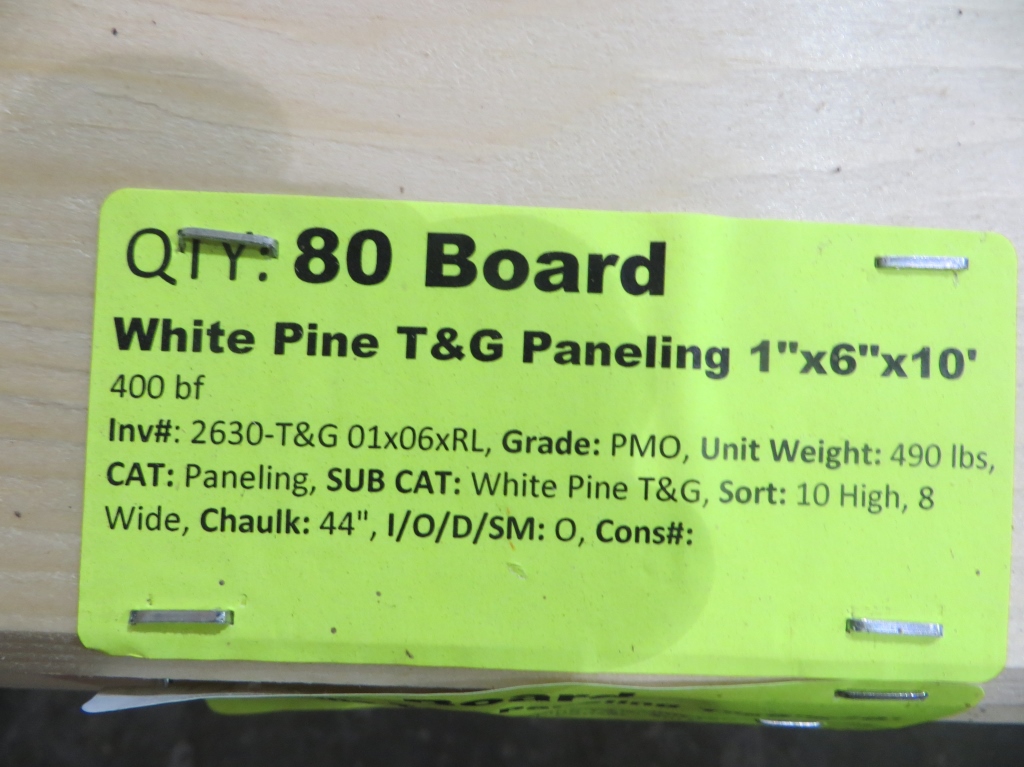 QTY: 80 Board
White Pine T&G Paneling 1"x6"x10'
400 bf
Inv#: 2630-T&G 01x06xRL, Grade: PMO, Unit Weight: 490 lbs,
CAT: Paneling, SUB CAT: White Pine T&G, Sort: 10 High, 8
Wide, Chaulk: 44", I/O/D/SM: O, Cons#:
Board